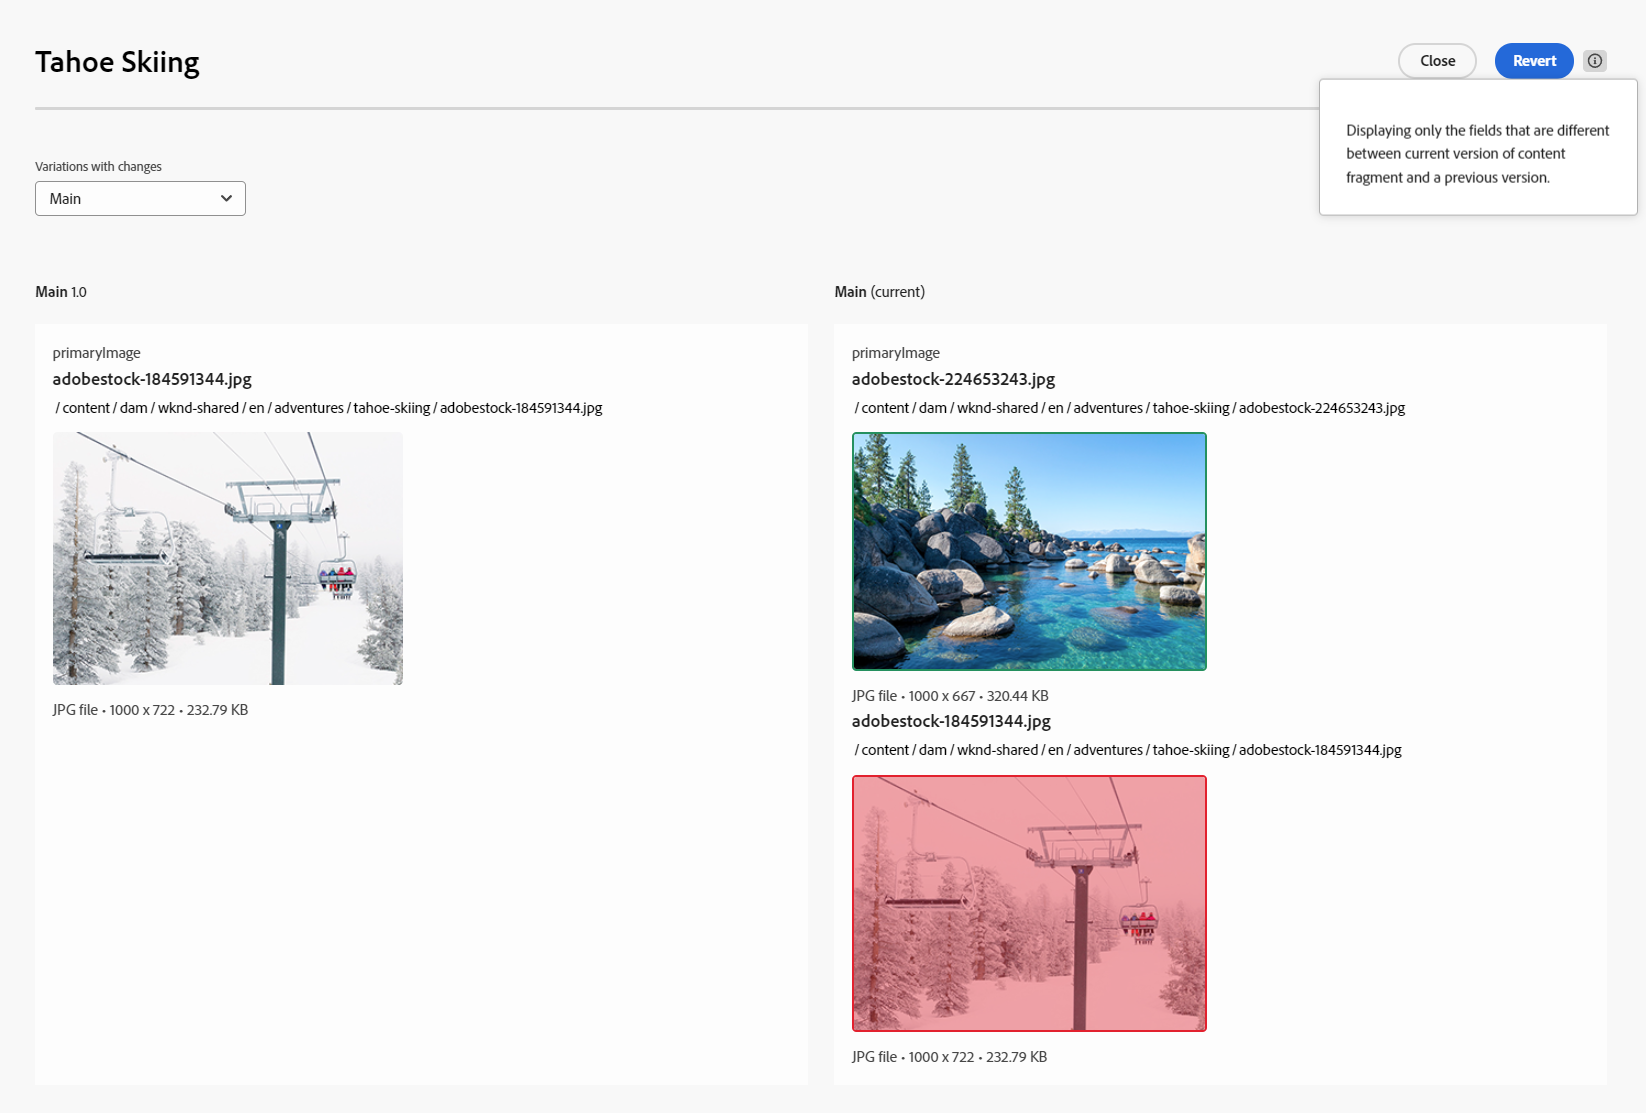 Tahoe Skiing
Close
Revert
Displaying only the fields that are different
between current version of content
fragment and a previous version.
Variations with changes
Main
Main 1.0
primaryImage
adobestock-184591344.jpg
/ content / dam / wknd-shared / en / adventures / tahoe-skiing / adobestock-184591344.jpg
JPG file • 1000 x 722 • 232.79 KB
Main (current)
primaryImage
adobestock-224653243.jpg
/ content / dam / wknd-shared / en / adventures / tahoe-skiing / adobestock-224653243.jpg
JPG file • 1000 x 667 • 320.44 KB
adobestock-184591344.jpg
/ content / dam / wknd-shared / en / adventures / tahoe-skiing / adobestock-184591344.jpg
JPG file • 1000 x 722 • 232.79 KB